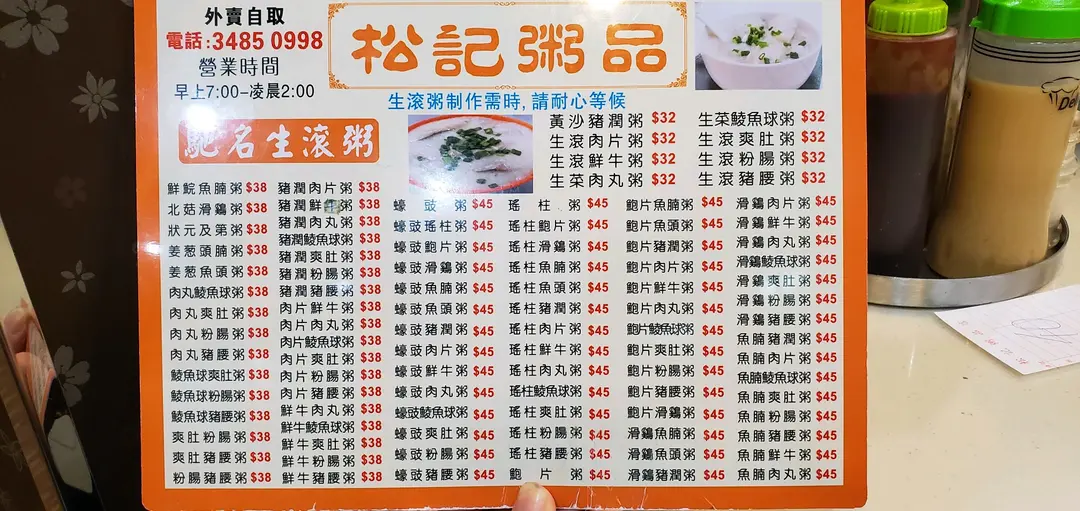 外賣自取
電話:3485 0998
營業時間
早上7:00–凌晨2:00
松記粥品
生滾粥制作需時,請耐心等候
馳名生滾粥
黃沙豬潤粥 $32
生滾肉片粥 $32
生滾鮮牛粥 $32
生菜肉丸粥 $32
生菜鯪魚球粥 $32
生滾爽肚粥 $32
生滾粉腸粥 $32
生滾豬腰粥 $32
鮮鯇魚腩粥 $38
北菇滑鷄粥 $38
狀元及第粥 $38
姜葱頭腩粥 $38
姜葱魚頭粥 $38
肉丸鯪魚球粥 $38
肉丸爽肚粥 $38
肉丸粉腸粥 $38
肉丸豬腰粥 $38
鯪魚球爽肚粥 $38
鯪魚球粉腸粥 $38
鯪魚球豬腰粥 $38
爽肚粉腸粥 $38
爽肚豬腰粥 $38
粉腸豬腰粥 $38
豬潤肉片粥 $38
豬潤鮮牛粥 $38
豬潤肉丸粥 $38
豬潤鯪魚球粥 $38
豬潤爽肚粥 $38
豬潤粉腸粥 $38
豬潤豬腰粥 $38
肉片鮮牛粥 $38
肉片肉丸粥 $38
肉片鯪魚球粥 $38
肉片爽肚粥 $38
肉片粉腸粥 $38
肉片豬腰粥 $38
鮮牛肉丸粥 $38
鮮牛鯪魚球粥 $38
鮮牛爽肚粥 $38
鮮牛粉腸粥 $38
鮮牛豬腰粥 $38
蠔豉粥 $45
蠔豉瑤柱粥 $45
蠔豉鮑片粥 $45
蠔豉滑鷄粥 $45
蠔豉魚腩粥 $45
蠔豉魚頭粥 $45
蠔豉豬潤粥 $45
蠔豉肉片粥 $45
蠔豉鮮牛粥 $45
蠔豉肉丸粥 $45
蠔豉鯪魚球粥 $45
蠔豉爽肚粥 $45
蠔豉粉腸粥 $45
蠔豉豬腰粥 $45
瑤柱粥 $45
瑤柱鮑片粥 $45
瑤柱滑鷄粥 $45
瑤柱魚腩粥 $45
瑤柱魚頭粥 $45
瑤柱豬潤粥 $45
瑤柱肉片粥 $45
瑤柱鮮牛粥 $45
瑤柱肉丸粥 $45
瑤柱鯪魚球粥 $45
瑤柱爽肚粥 $45
瑤柱粉腸粥 $45
瑤柱豬腰粥 $45
鮑片粥 $45
鮑片魚腩粥 $45
鮑片魚頭粥 $45
鮑片豬潤粥 $45
鮑片肉片粥 $45
鮑片鮮牛粥 $45
鮑片肉丸粥 $45
鮑片鯪魚球粥 $45
鮑片爽肚粥 $45
鮑片粉腸粥 $45
鮑片豬腰粥 $45
鮑片滑鷄粥 $45
滑鷄魚腩粥 $45
滑鷄魚頭粥 $45
滑鷄豬潤粥 $45
滑鷄肉片粥 $45
滑鷄鮮牛粥 $45
滑鷄肉丸粥 $45
滑鷄鯪魚球粥 $45
滑鷄爽肚粥 $45
滑鷄粉腸粥 $45
滑鷄豬腰粥 $45
魚腩豬潤粥 $45
魚腩肉片粥 $45
魚腩鯪魚球粥 $45
魚腩爽肚粥 $45
魚腩粉腸粥 $45
魚腩豬腰粥 $45
魚腩肉丸粥 $45